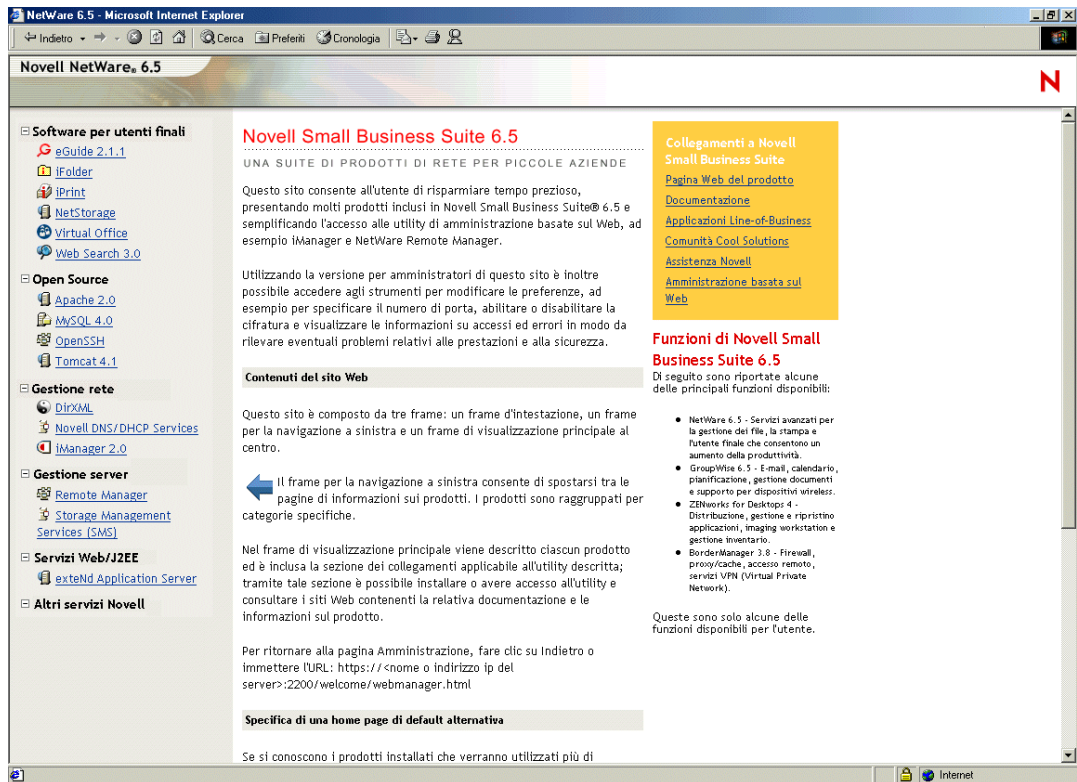 NetWare 6.5 - Microsoft Internet Explorer
Indietro
Cerca
Preferiti
Cronologia
Novell NetWare® 6.5
N
Software per utenti finali
eGuide 2.1.1
iFolder
iPrint
NetStorage
Virtual Office
Web Search 3.0
Open Source
Apache 2.0
MySQL 4.0
OpenSSH
Tomcat 4.1
Gestione rete
DirXML
Novell DNS/DHCP Services
iManager 2.0
Gestione server
Remote Manager
Storage Management
Services (SMS)
Servizi Web/J2EE
exteNd Application Server
Altri servizi Novell
Novell Small Business Suite 6.5
UNA SUITE DI PRODOTTI DI RETE PER PICCOLE AZIENDE
Questo sito consente all'utente di risparmiare tempo prezioso,
presentando molti prodotti inclusi in Novell Small Business Suite® 6.5 e
semplificando l'accesso alle utility di amministrazione basate sul Web, ad
esempio iManager e NetWare Remote Manager.
Utilizzando la versione per amministratori di questo sito è inoltre
possibile accedere agli strumenti per modificare le preferenze, ad
esempio per specificare il numero di porta, abilitare o disabilitare la
cifratura e visualizzare le informazioni su accessi ed errori in modo da
rilevare eventuali problemi relativi alle prestazioni e alla sicurezza.
Contenuti del sito Web
Questo sito è composto da tre frame: un frame d'intestazione, un frame
per la navigazione a sinistra e un frame di visualizzazione principale al
centro.
Il frame per la navigazione a sinistra consente di spostarsi tra le
pagine di informazioni sui prodotti. I prodotti sono raggruppati per
categorie specifiche.
Nel frame di visualizzazione principale viene descritto ciascun prodotto
ed è inclusa la sezione dei collegamenti applicabile all'utility descritta;
tramite tale sezione è possibile installare o avere accesso all'utility e
consultare i siti Web contenenti la relativa documentazione e le
informazioni sul prodotto.
Per ritornare alla pagina Amministrazione, fare clic su Indietro o
immettere l'URL: https://<nome o indirizzo ip del
server>:2200/welcome/webmanager.html
Specifica di una home page di default alternativa
Se si conoscono i prodotti installati che verranno utilizzati più di
Collegamenti a Novell
Small Business Suite
Pagina Web del prodotto
Documentazione
Applicazioni Line-of-Business
Comunità Cool Solutions
Assistenza Novell
Amministrazione basata sul
Web
Funzioni di Novell Small
Business Suite 6.5
Di seguito sono riportate alcune
delle principali funzioni disponibili:
• NetWare 6.5 - Servizi avanzati per
la gestione dei file, la stampa e
l'utente finale che consentono un
aumento della produttività.
• GroupWise 6.5 - E-mail, calendario,
pianificazione, gestione documenti
e supporto per dispositivi wireless.
• ZENworks for Desktops 4 -
Distribuzione, gestione e ripristino
applicazioni, imaging workstation e
gestione inventario.
• BorderManager 3.8 - Firewall,
proxy/cache, accesso remoto,
servizi VPN (Virtual Private
Network).
Queste sono solo alcune delle
funzioni disponibili per l'utente.
Internet